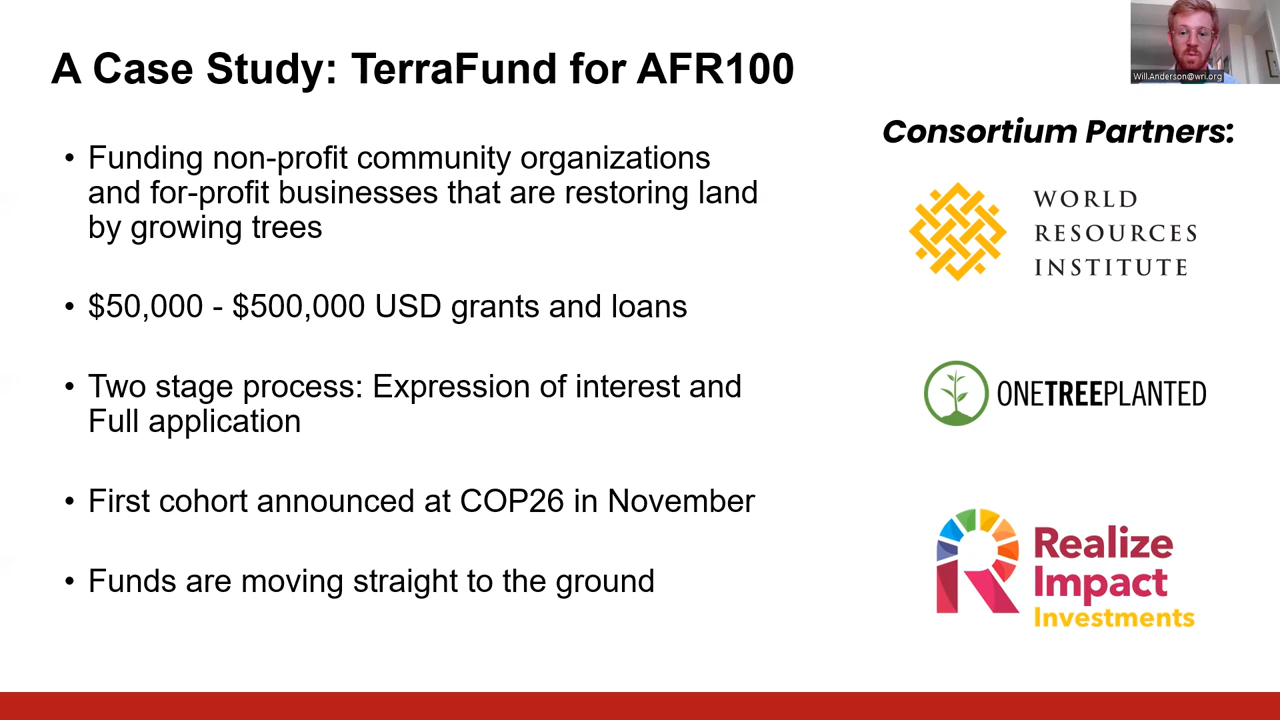 A Case Study: TerraFund for AFR100
Will.Anderson@wri.org
Consortium Partners:
• Funding non-profit community organizations
and for-profit businesses that are restoring land
by growing trees
• $50,000 - $500,000 USD grants and loans
• Two stage process: Expression of interest and
Full application
• First cohort announced at COP26 in November
• Funds are moving straight to the ground
WORLD
RESOURCES
INSTITUTE
ONETREEPLANTED
Realize
Impact
Investments